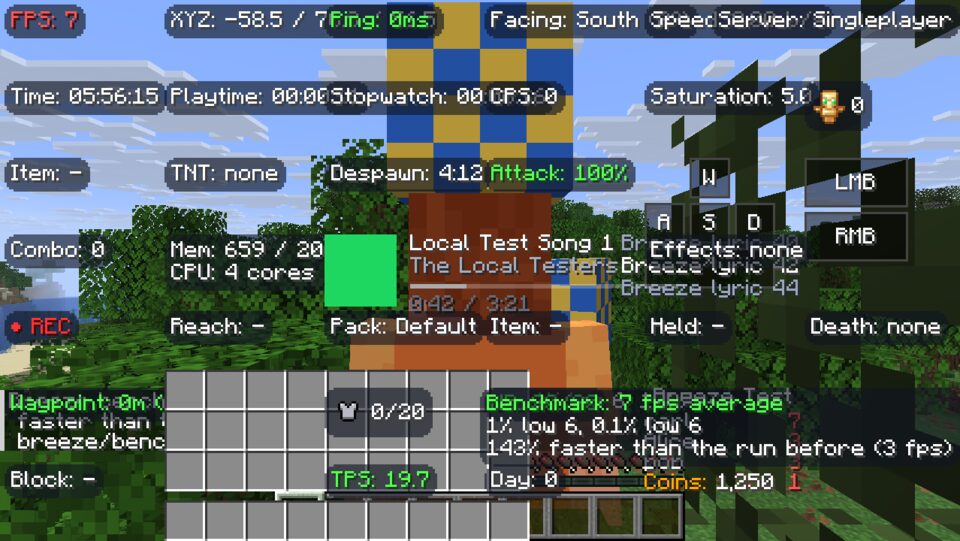 FPS: 7
XYZ: -58.5 / 7
Ping: 0ms
Facing: South
Speed
Server: Singleplayer
Time: 05:56:15
Playtime: 00:00
Stopwatch: 00:00
CPS: 0
Saturation: 5.0
0
Item: -
TNT: none
Despawn: 4:12
Attack: 100%
W
LMB
A S D
RMB
Combo: 0
Mem: 659 / 20
CPU: 4 cores
Local Test Song 1
The Local Testers
0:42 / 3:21
Effects: none
Breeze lyric 42
Breeze lyric 44
REC
Reach: -
Pack: Default
Item: -
Held: -
Death: none
Waypoint: 0m
faster than
breeze/benc
0/20
Breeze Test
Benchmark: 7 fps average
1% low 6, 0.1% low 6
143% faster than the run before (3 fps)
Block: -
TPS: 19.7
Day: 0
Coins: 1,250
1